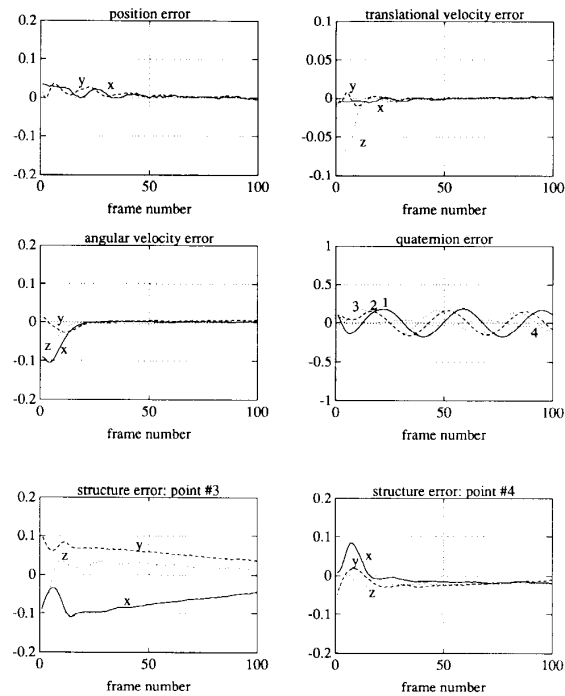 position error
0.2
0.1
0
-0.1
-0.2
0
50
100
frame number
y
x
translational velocity error
0.1
0.05
0
-0.05
-0.1
0
50
100
frame number
y
x
z
angular velocity error
0.2
0.1
0
-0.1
-0.2
0
50
100
frame number
y
z
x
quaternion error
1
0.5
0
-0.5
-1
0
50
100
frame number
3
2
1
4
structure error: point #3
0.2
0.1
0
-0.1
-0.2
0
50
100
frame number
y
z
x
structure error: point #4
0.2
0.1
0
-0.1
-0.2
0
50
100
frame number
x
y
z